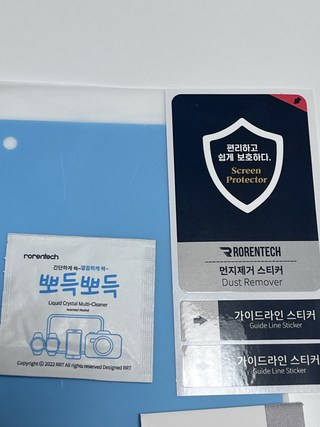 편리하고
쉽게 보호하다.
Screen
Protector
RORENTECH
먼지제거 스티커
Dust Remover
가이드라인 스티커
Guide Line Sticker
가이드라인 스티커
Guide Line Sticker
rorentech
간단하게 쓱~깔끔하게 싹~
뽀득뽀득
Liquid Crystal Multi-Cleaner
Copyright ⓒ 2022 RRT All rights reserved Designed RRT